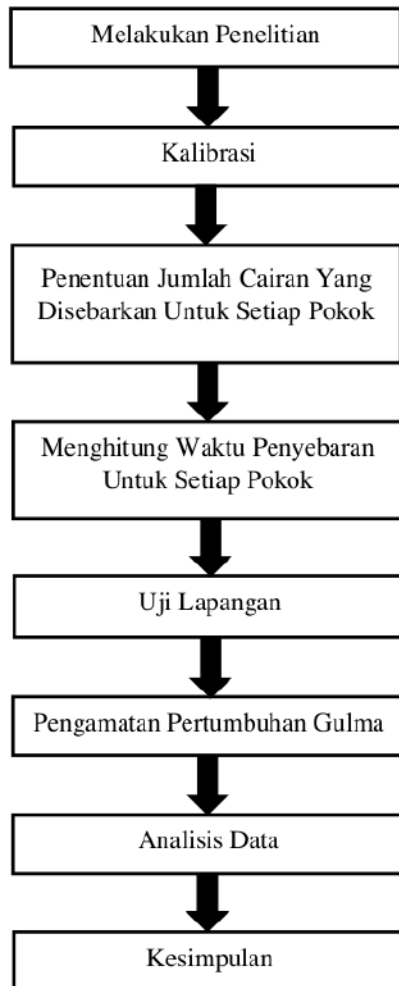 Melakukan Penelitian
Kalibrasi
Penentuan Jumlah Cairan Yang
Disebarkan Untuk Setiap Pokok
Menghitung Waktu Penyebaran
Untuk Setiap Pokok
Uji Lapangan
Pengamatan Pertumbuhan Gulma
Analisis Data
Kesimpulan